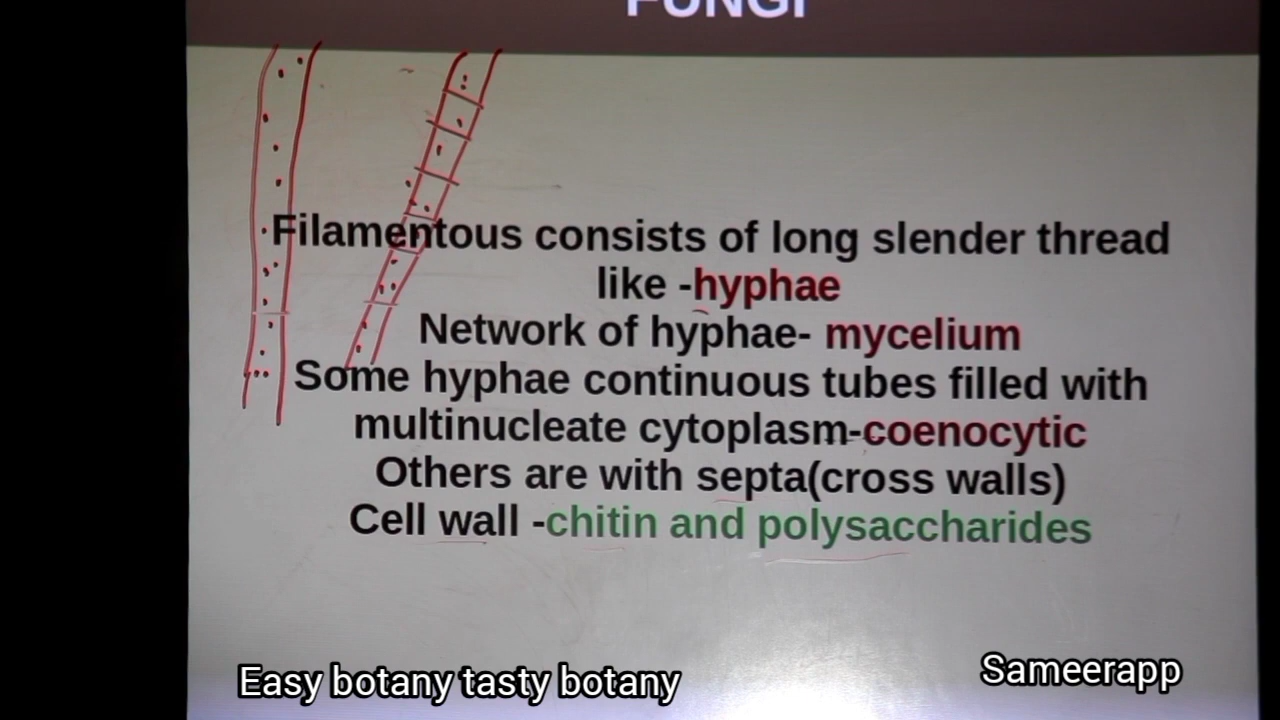 FUNGI
Filamentous consists of long slender thread
like -hyphae
Network of hyphae- mycelium
Some hyphae continuous tubes filled with
multinucleate cytoplasm-coenocytic
Others are with septa(cross walls)
Cell wall -chitin and polysaccharides
Easy botany tasty botany
Sameerapp